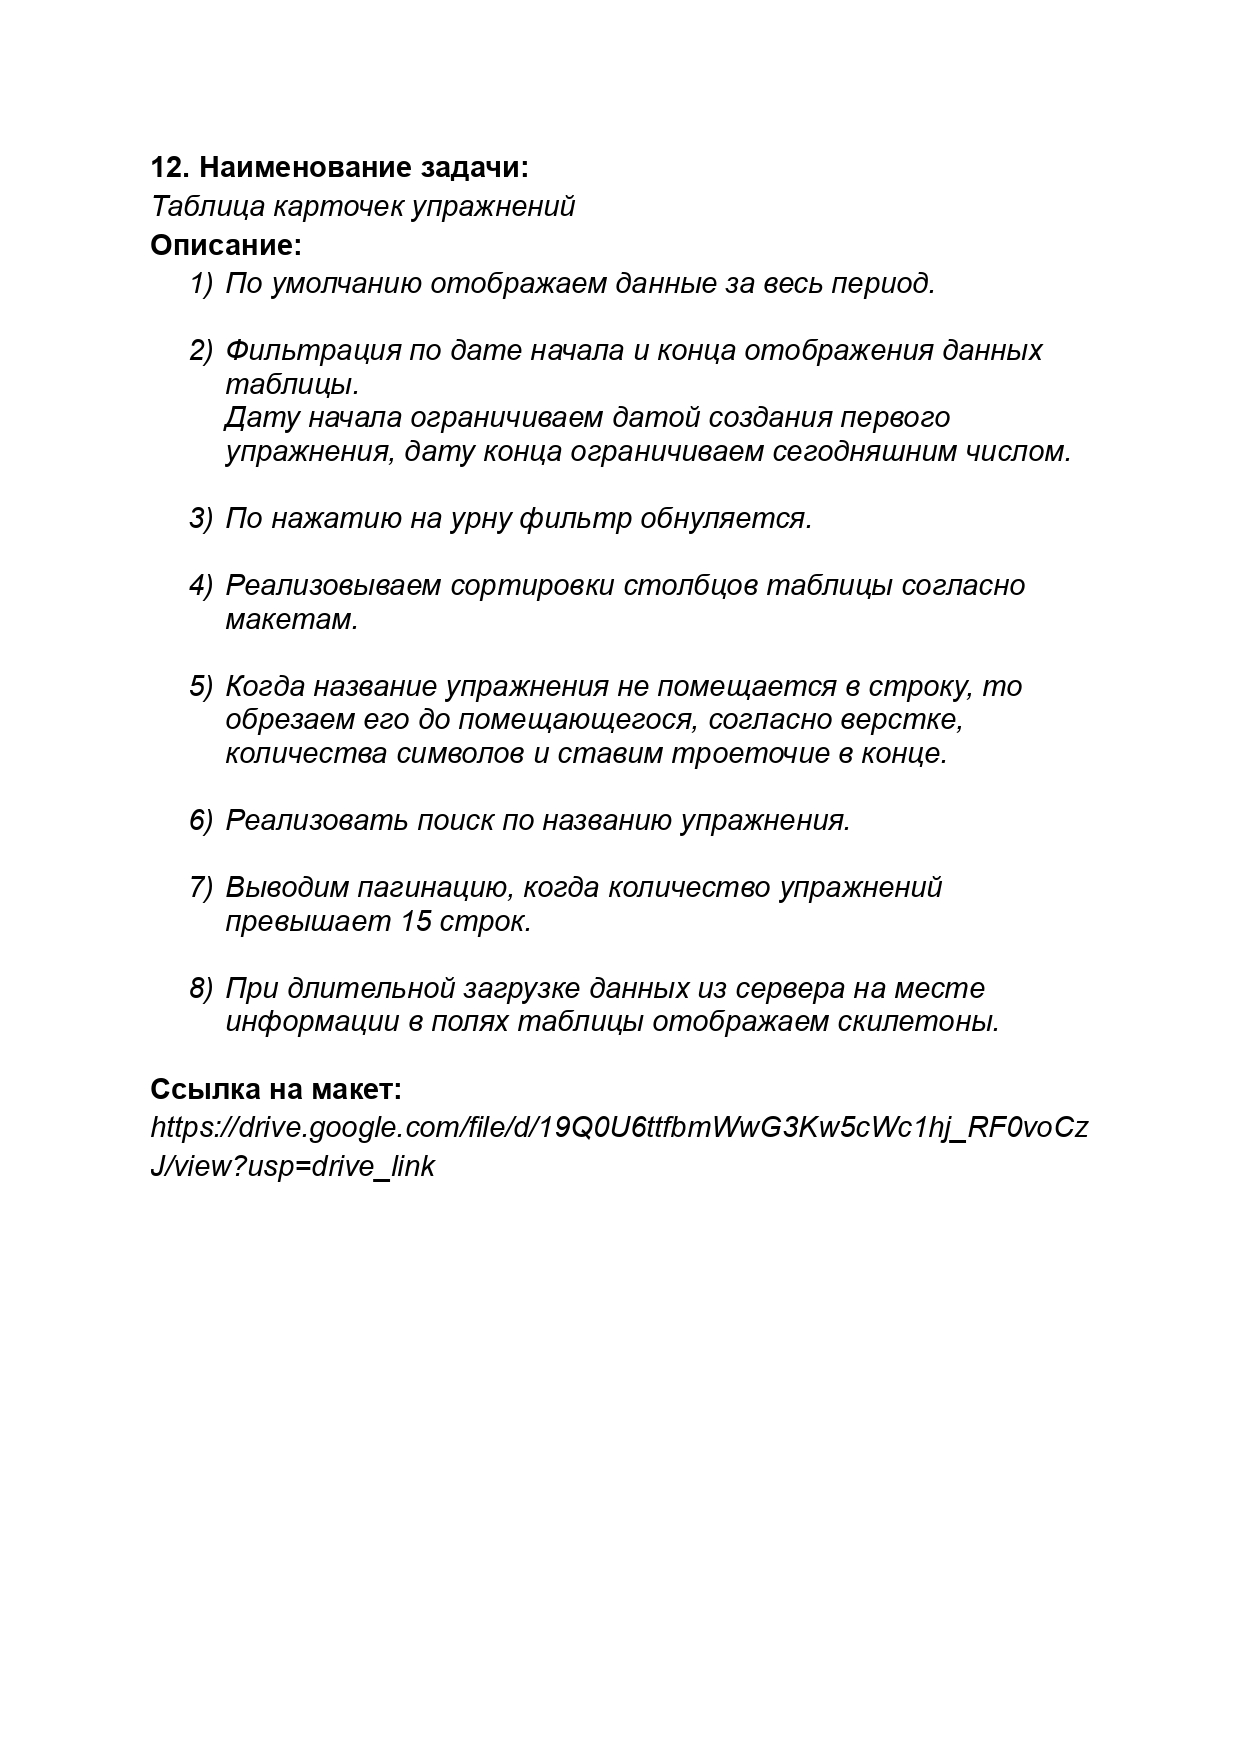 12. Наименование задачи:
Таблица карточек упражнений
Описание:
1) По умолчанию отображаем данные за весь период.
2) Фильтрация по дате начала и конца отображения данных
таблицы.
Дату начала ограничиваем датой создания первого
упражнения, дату конца ограничиваем сегодняшним числом.
3) По нажатию на урну фильтр обнуляется.
4) Реализовываем сортировки столбцов таблицы согласно
макетам.
5) Когда название упражнения не помещается в строку, то
обрезаем его до помещающегося, согласно верстке,
количества символов и ставим троеточие в конце.
6) Реализовать поиск по названию упражнения.
7) Выводим пагинацию, когда количество упражнений
превышает 15 строк.
8) При длительной загрузке данных из сервера на месте
информации в полях таблицы отображаем скилетоны.
Ссылка на макет:
https://drive.google.com/file/d/19Q0U6ttfbmWwG3Kw5cWc1hj_RF0voCz
J/view?usp=drive_link